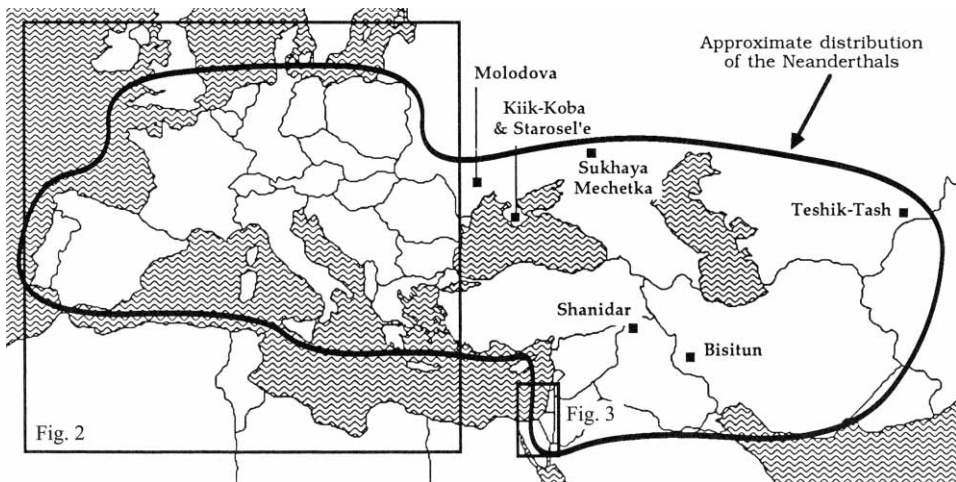 Approximate distribution
of the Neanderthals
Molodova
Kiik-Koba
& Starosel'e
Sukhaya
Mechetka
Teshik-Tash
Shanidar
Bisitun
Fig. 2
Fig. 3